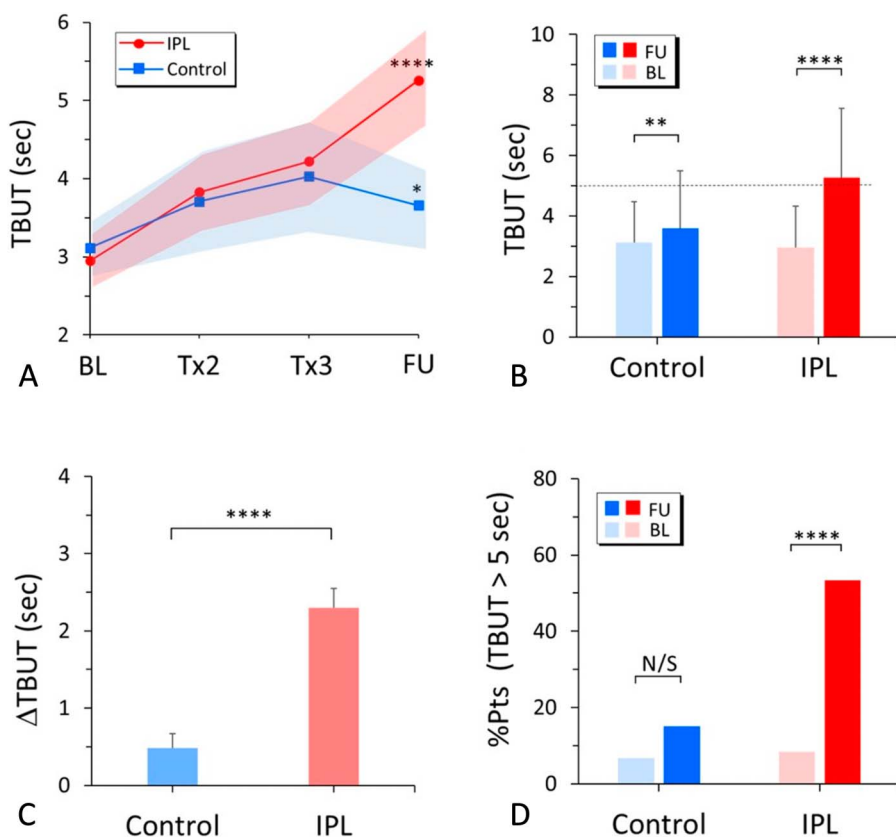 6
5
4
3
2
TBUT (sec)
IPL
Control
****
*
BL Tx2 Tx3 FU
A
10
8
6
4
2
0
TBUT (sec)
FU
BL
**
****
Control IPL
B
4
3
2
1
0
ΔTBUT (sec)
****
Control IPL
C
80
60
40
20
0
%Pts (TBUT > 5 sec)
FU
BL
N/S
****
Control IPL
D